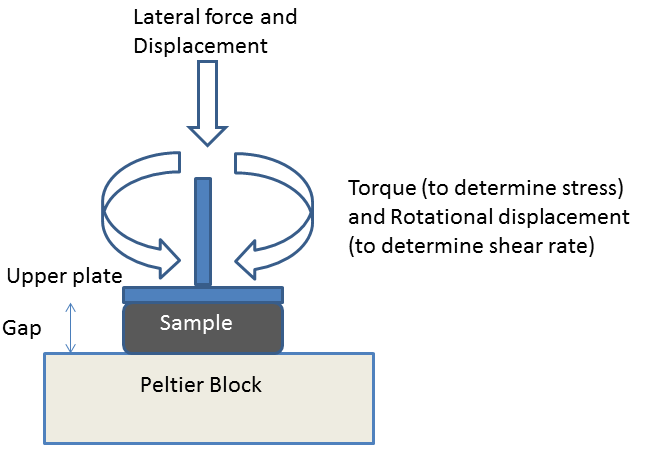 Lateral force and
Displacement
Torque (to determine stress)
and Rotational displacement
(to determine shear rate)
Upper plate
Gap
Sample
Peltier Block